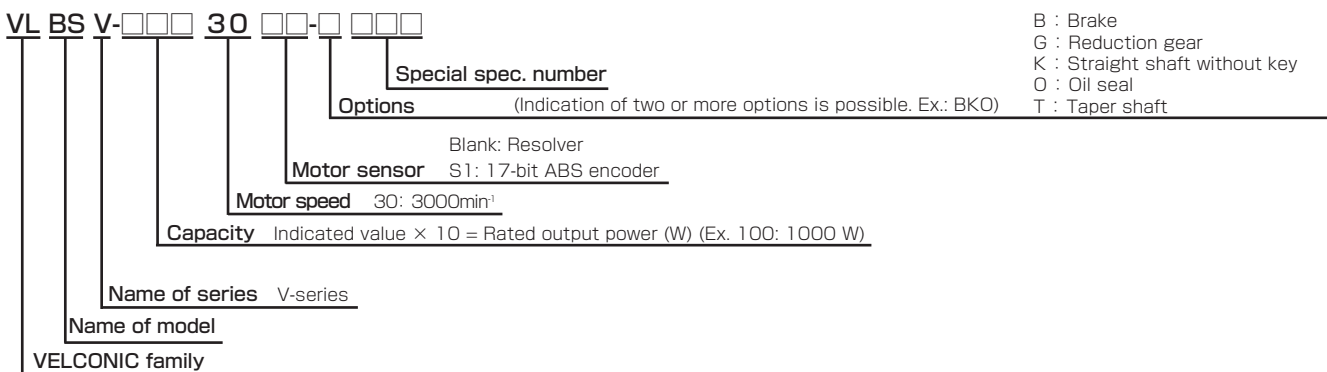 VL BS V-□□□ 30 □□-□ □□□
B : Brake
G : Reduction gear
K : Straight shaft without key
O : Oil seal
T : Taper shaft
Special spec. number
Options (Indication of two or more options is possible. Ex.: BKO)
Blank: Resolver
Motor sensor S1: 17-bit ABS encoder
Motor speed 30: 3000min-1
Capacity Indicated value × 10 = Rated output power (W) (Ex. 100: 1000 W)
Name of series V-series
Name of model
VELCONIC family